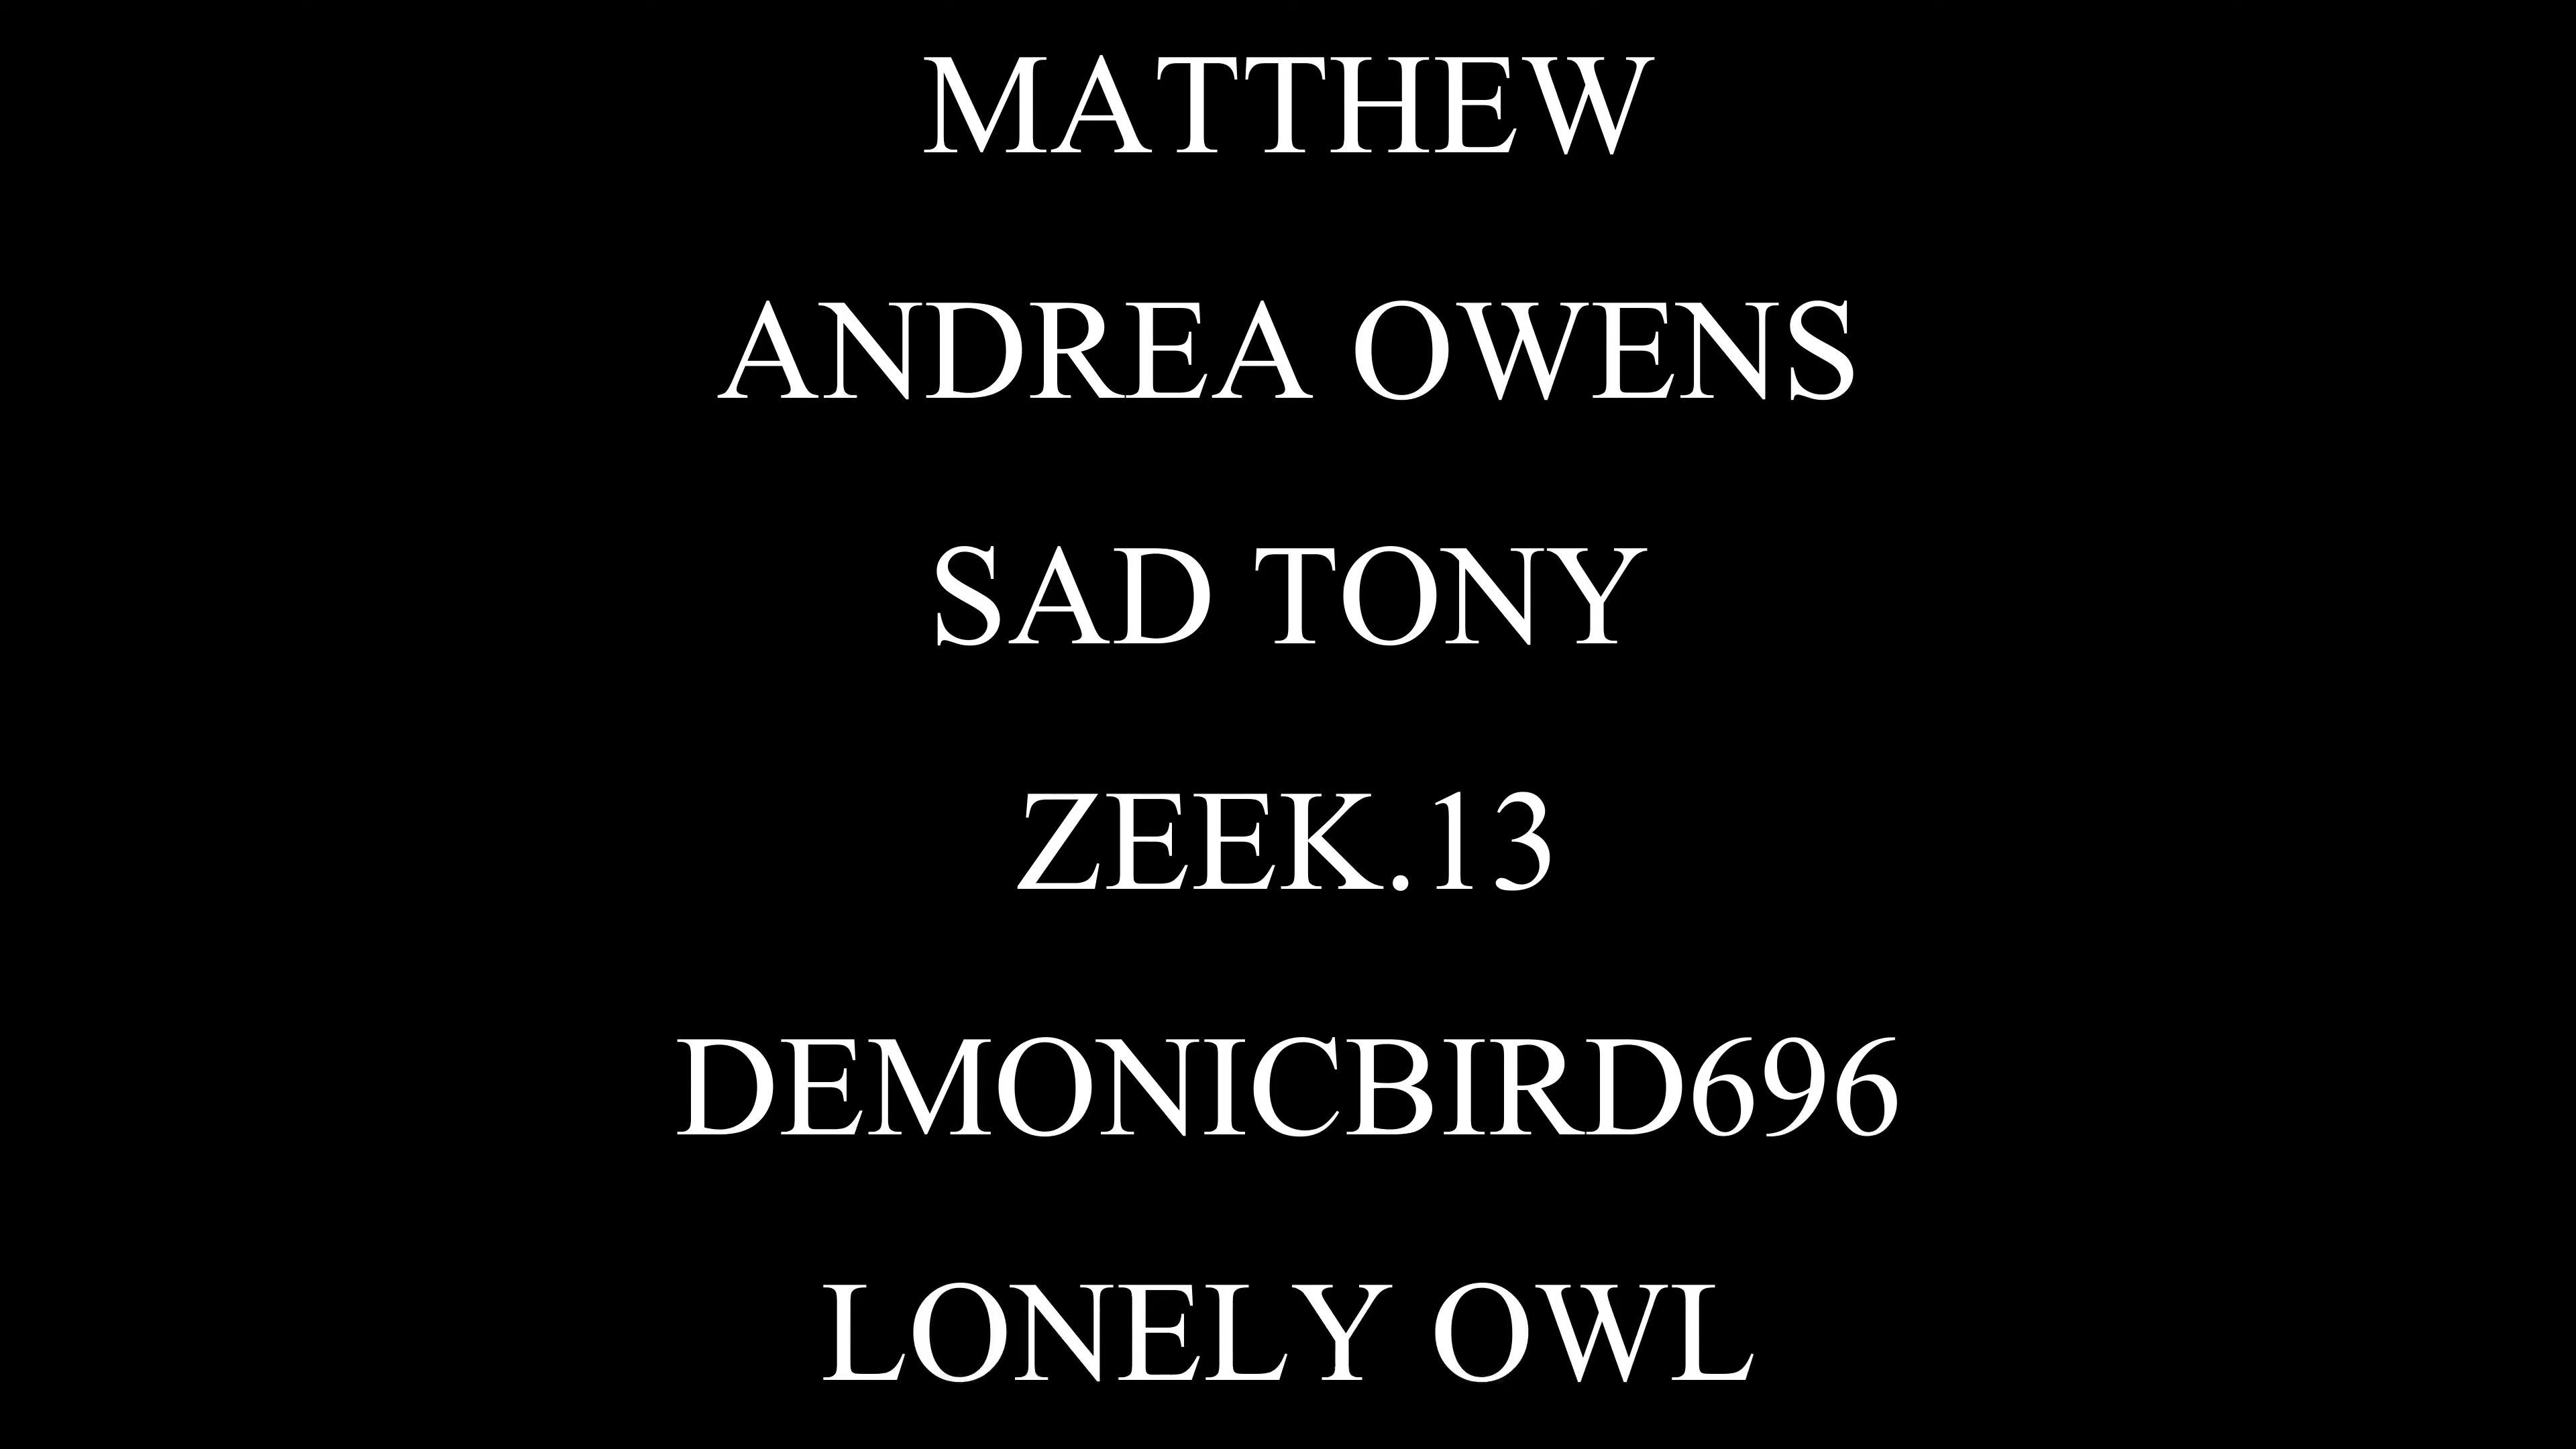 MATTHEW
ANDREA OWENS
SAD TONY
ZEEK.13
DEMONICBIRD696
LONELY OWL